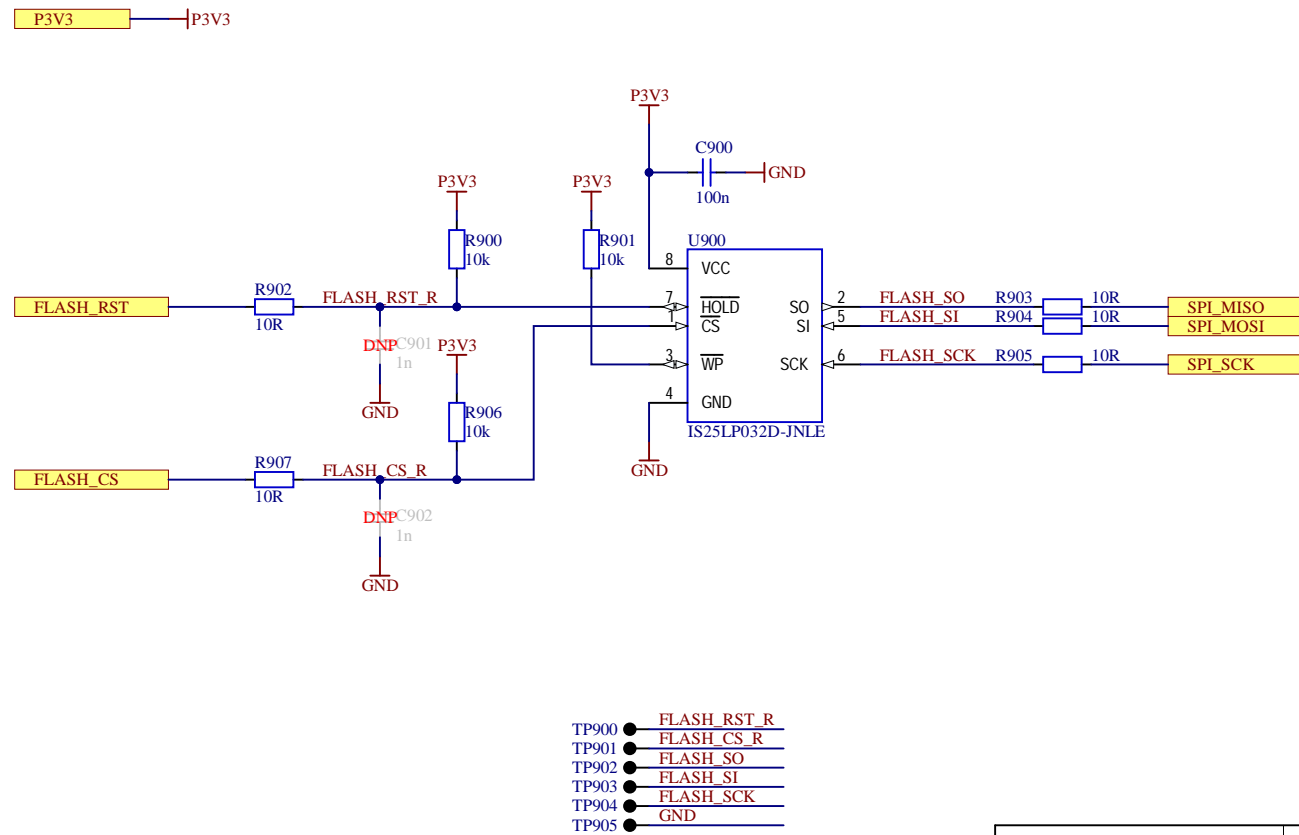 P3V3 P3V3
P3V3
C900
GND
100n
P3V3 P3V3
R900 R901 U900
10k 10k
8 VCC
R902 FLASH_RST_R 7 HOLD SO 2 FLASH_SO R903 10R SPI_MISO
FLASH_RST
10R 1 CS SI 5 FLASH_SI R904 10R SPI_MOSI
DNP C901 P3V3
1n
3 WP SCK 6 FLASH_SCK R905 10R SPI_SCK
4 GND
GND R906
10k IS25LP032D-JNLE
GND
R907 FLASH_CS_R
FLASH_CS
10R
DNP C902
1n
GND
TP900 FLASH_RST_R
TP901 FLASH_CS_R
TP902 FLASH_SO
TP903 FLASH_SI
TP904 FLASH_SCK
TP905 GND